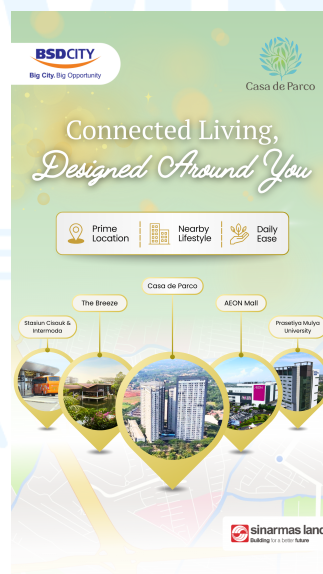 BSDCITY
Big City. Big Opportunity
Casa de Parco
Connected Living,
Designed Around You
Prime
Location
Nearby
Lifestyle
Daily
Ease
Casa de Parco
The Breeze
AEON Mall
Stasiun Cisauk &
Intermoda
Prasetiya Mulya
University
sinarmas land
Building for a better future